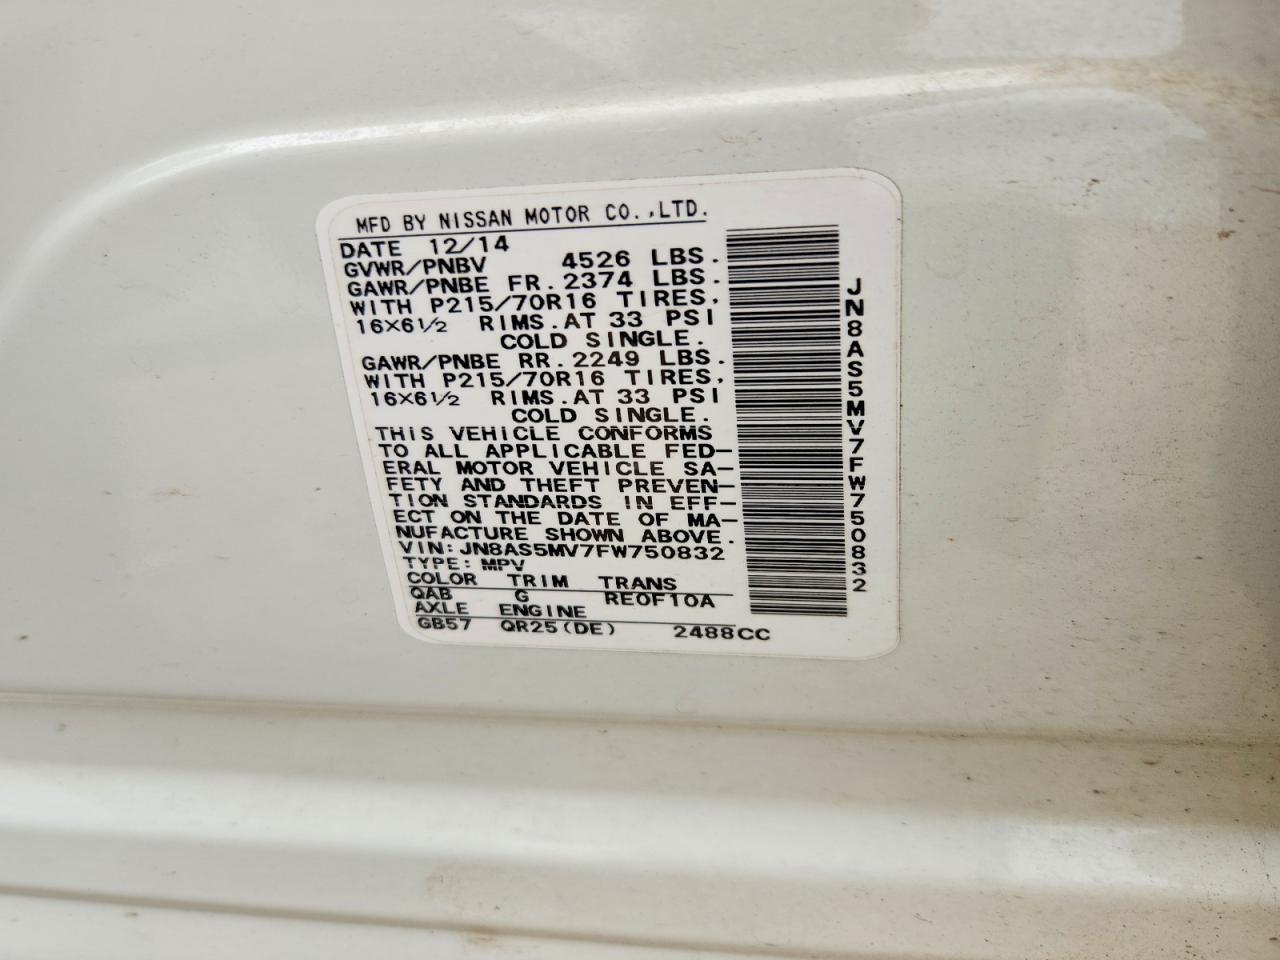 MFD BY NISSAN MOTOR CO.,LTD.
DATE 12/14
GVWR/PNBV 4526 LBS.
GAWR/PNBE FR. 2374 LBS.
WITH P215/70R16 TIRES,
16×6½ RIMS. AT 33 PSI
COLD SINGLE.
GAWR/PNBE RR. 2249 LBS.
WITH P215/70R16 TIRES,
16×6½ RIMS. AT 33 PSI
COLD SINGLE.
THIS VEHICLE CONFORMS
TO ALL APPLICABLE FED-
ERAL MOTOR VEHICLE SA-
FETY AND THEFT PREVEN-
TION STANDARDS IN EFF-
ECT ON THE DATE OF MA-
NUFACTURE SHOWN ABOVE.
VIN: JN8AS5MV7FW750832
TYPE: MPV
COLOR TRIM TRANS
QAB G RE0F10A
AXLE ENGINE
GB57 QR25(DE) 2488CC
JN8AS5MV7FW750832